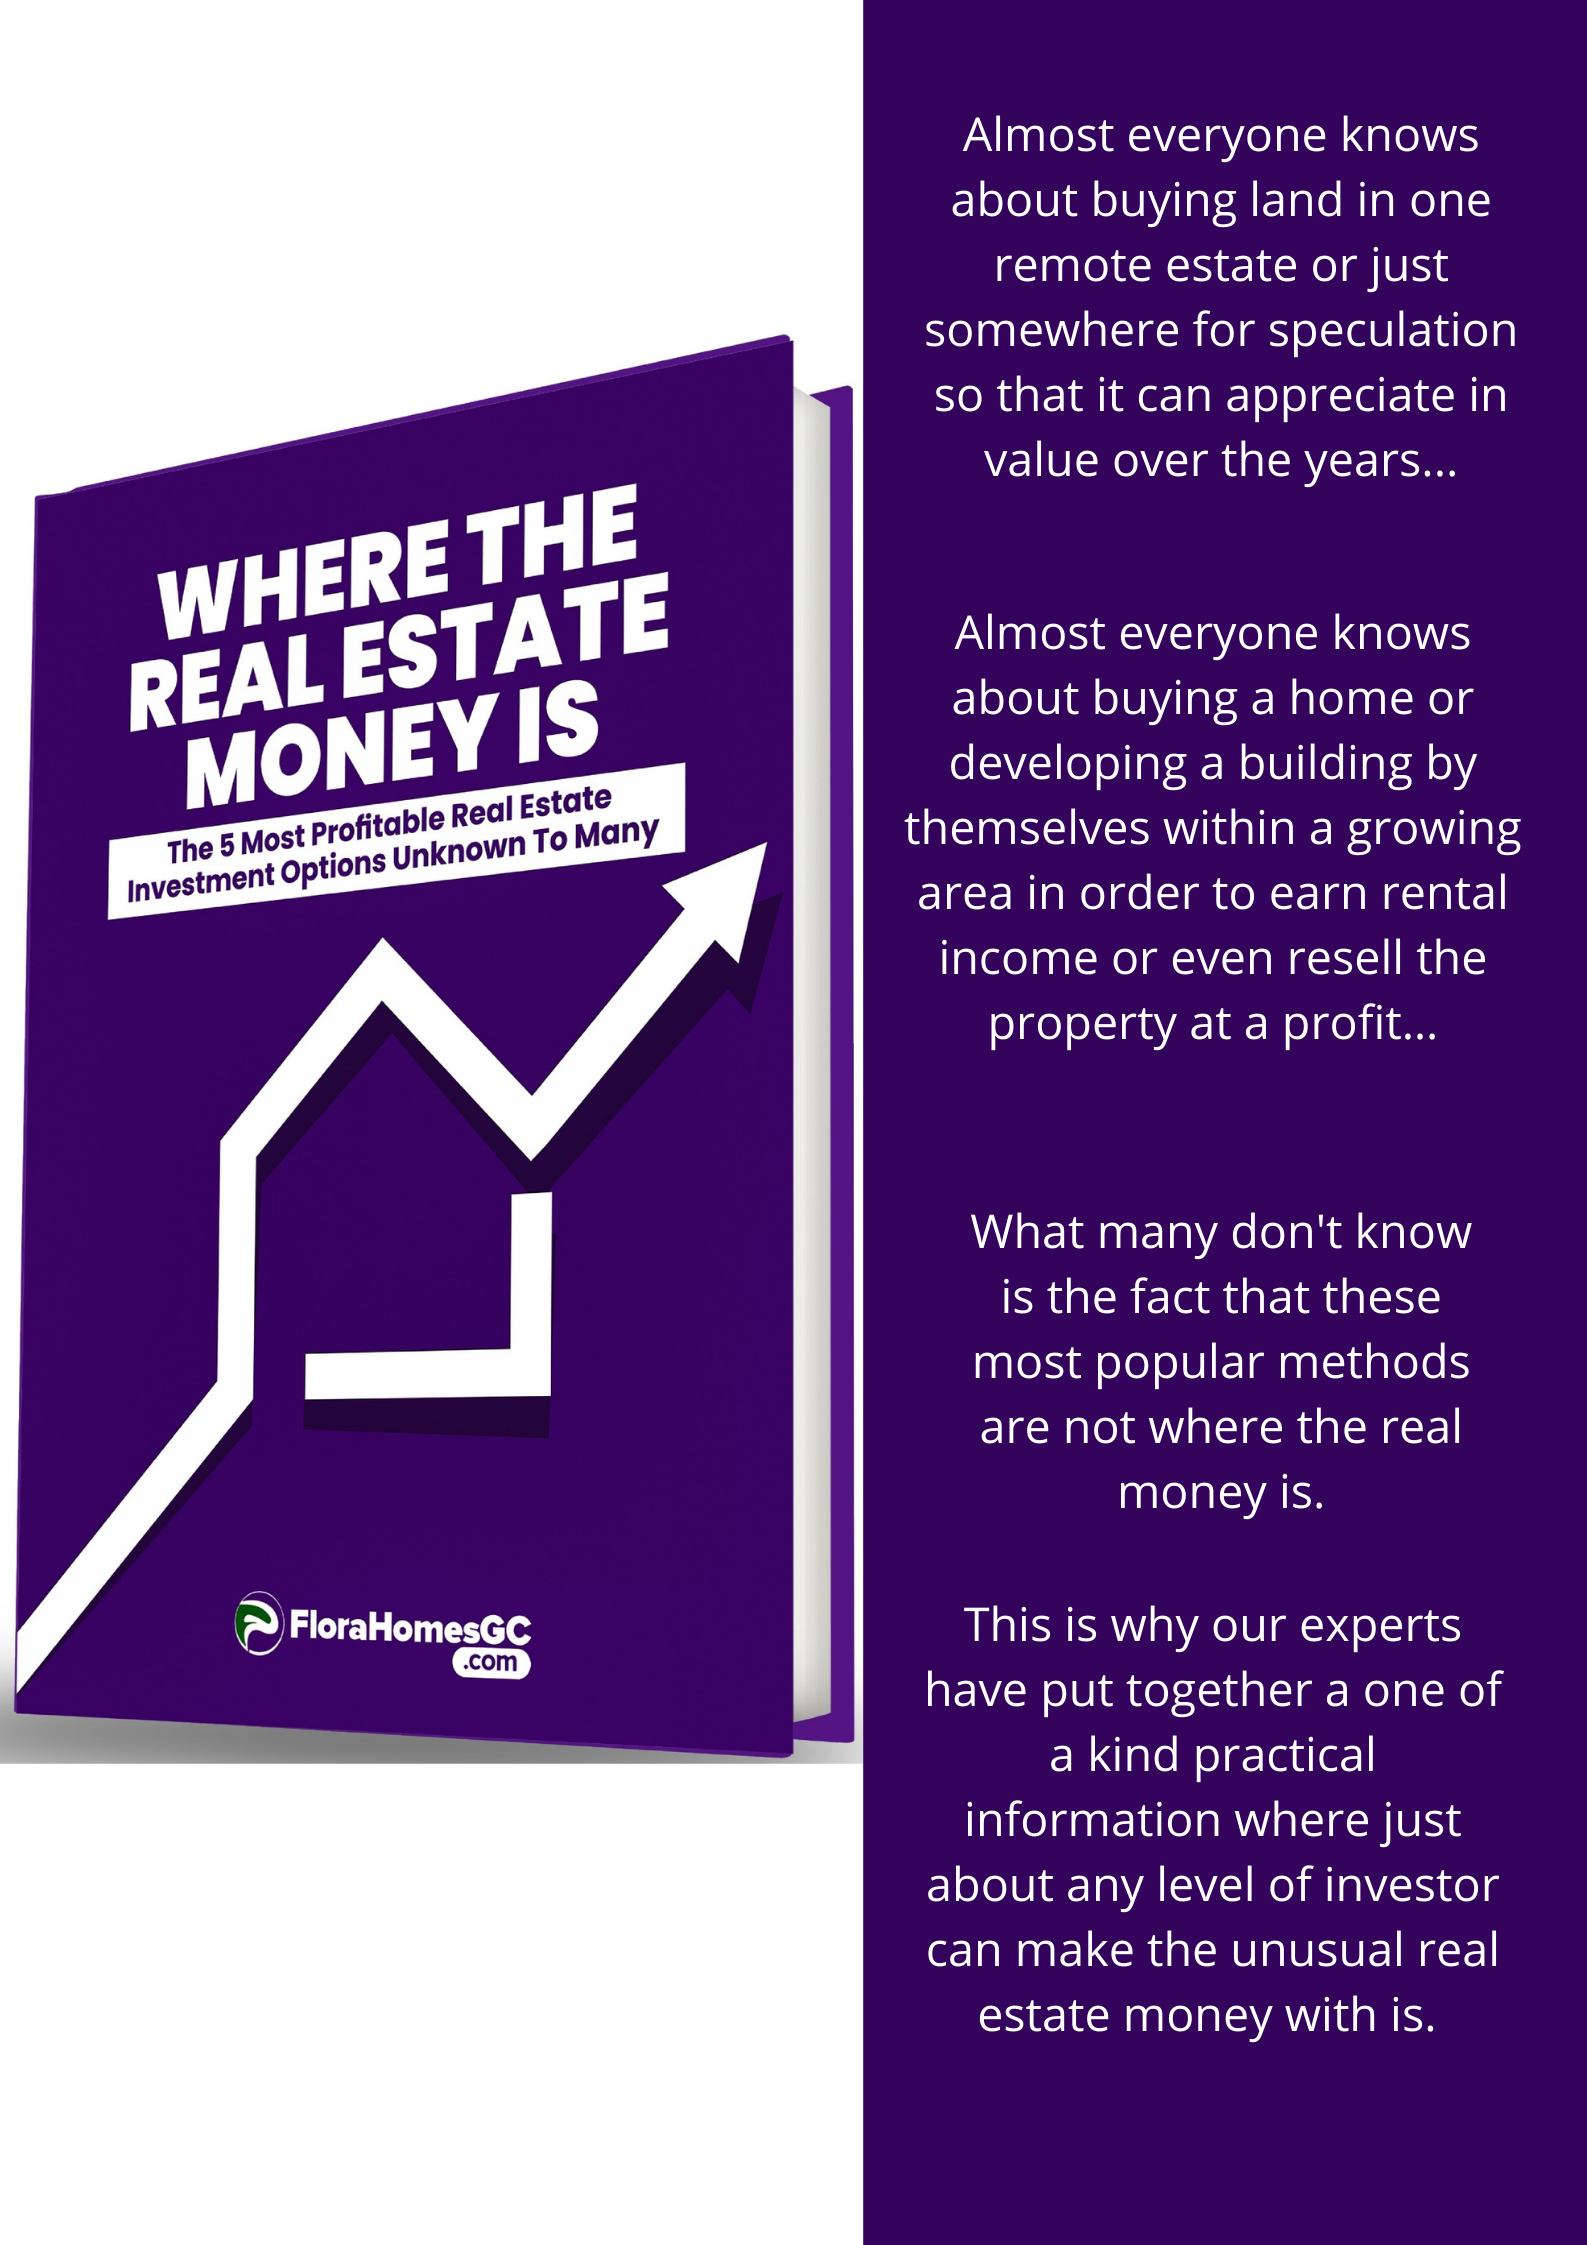 WHERE THE
REAL ESTATE
MONEY IS
The 5 Most Profitable Real Estate
Investment Options Unknown To Many
FloraHomesGC
.com
Almost everyone knows
about buying land in one
remote estate or just
somewhere for speculation
so that it can appreciate in
value over the years...
Almost everyone knows
about buying a home or
developing a building by
themselves within a growing
area in order to earn rental
income or even resell the
property at a profit...
What many don't know
is the fact that these
most popular methods
are not where the real
money is.
This is why our experts
have put together a one of
a kind practical
information where just
about any level of investor
can make the unusual real
estate money with is.